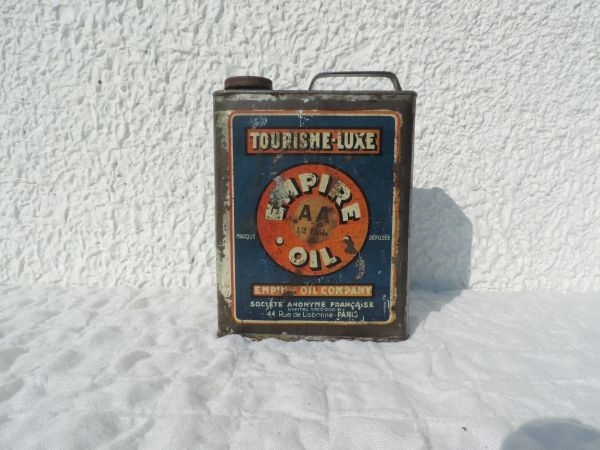 TOURISME-LUXE
EMPIRE
AA
1/2 Fluide
MARQUE DÉPOSÉE
OIL
EMPIRE OIL COMPANY
SOCIÉTÉ ANONYME FRANÇAISE
44, Rue de Lisbonne - PARIS